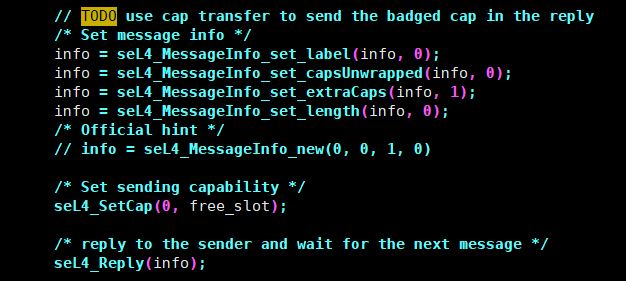 // TODO use cap transfer to send the badged cap in the reply
/* Set message info */
info = seL4_MessageInfo_set_label(info, 0);
info = seL4_MessageInfo_set_capsUnwrapped(info, 0);
info = seL4_MessageInfo_set_extraCaps(info, 1);
info = seL4_MessageInfo_set_length(info, 0);
/* Official hint */
// info = seL4_MessageInfo_new(0, 0, 1, 0)
/* Set sending capability */
seL4_SetCap(0, free_slot);
/* reply to the sender and wait for the next message */
seL4_Reply(info);